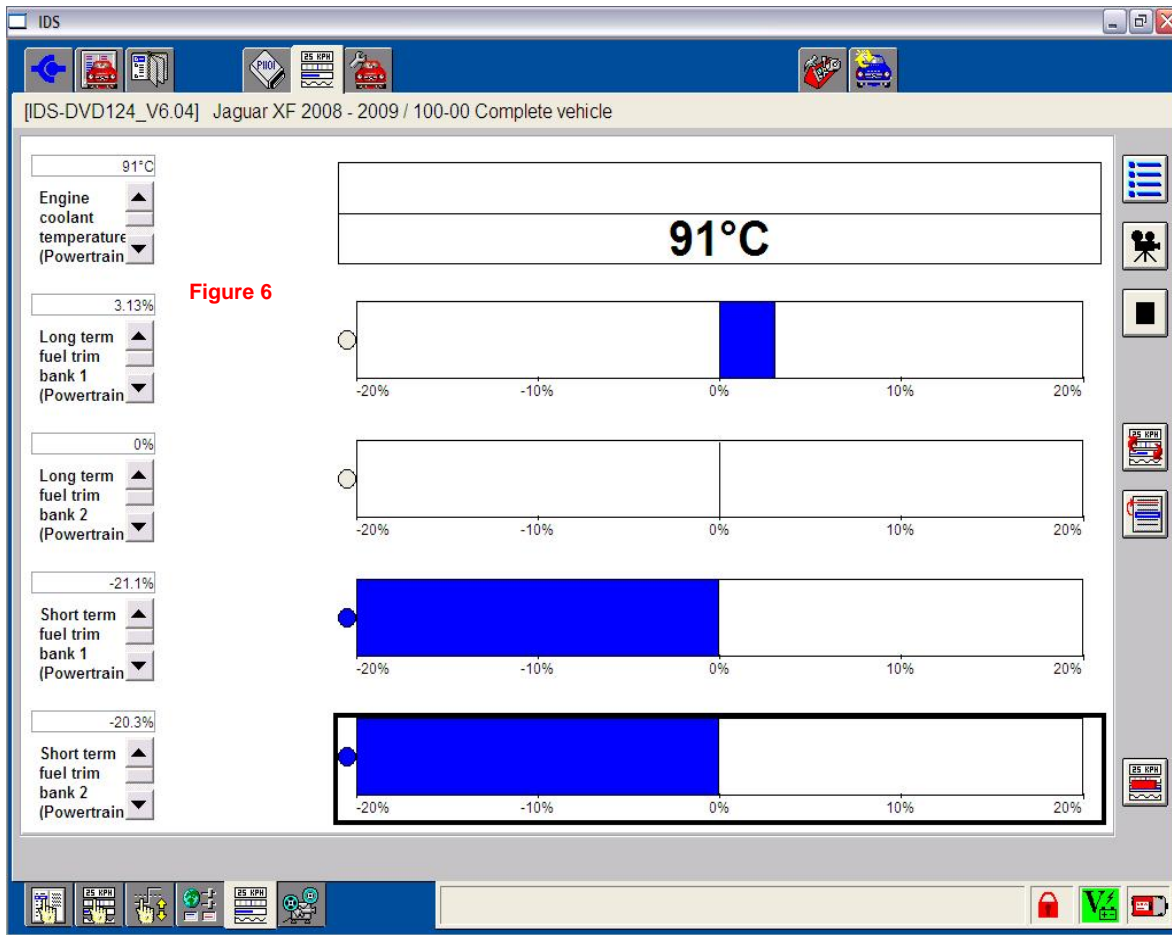 IDS
PIIOI
25 KPH
[IDS-DVD124_V6.04] Jaguar XF 2008 - 2009 / 100-00 Complete vehicle
91°C
Engine
coolant
temperature
(Powertrain
91°C
Figure 6
3.13%
Long term
fuel trim
bank 1
(Powertrain
-20% -10% 0% 10% 20%
0%
Long term
fuel trim
bank 2
(Powertrain
-20% -10% 0% 10% 20%
25 KPH
-21.1%
Short term
fuel trim
bank 1
(Powertrain
-20% -10% 0% 10% 20%
-20.3%
Short term
fuel trim
bank 2
(Powertrain
-20% -10% 0% 10% 20%
25 KPH
25 KPH
25 KPH
V